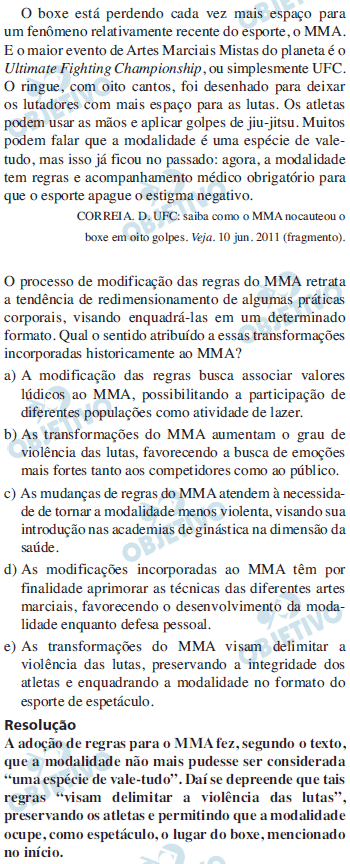 O boxe está perdendo cada vez mais espaço para
um fenômeno relativamente recente do esporte, o MMA.
E o maior evento de Artes Marciais Mistas do planeta é o
Ultimate Fighting Championship, ou simplesmente UFC.
O ringue, com oito cantos, foi desenhado para deixar
os lutadores com mais espaço para as lutas. Os atletas
podem usar as mãos e aplicar golpes de jiu-jitsu. Muitos
podem falar que a modalidade é uma espécie de vale-
tudo, mas isso já ficou no passado: agora, a modalidade
tem regras e acompanhamento médico obrigatório para
que o esporte apague o estigma negativo.
CORREIA. D. UFC: saiba como o MMA nocauteou o
boxe em oito golpes. Veja. 10 jun. 2011 (fragmento).
O processo de modificação das regras do MMA retrata
a tendência de redimensionamento de algumas práticas
corporais, visando enquadrá-las em um determinado
formato. Qual o sentido atribuído a essas transformações
incorporadas historicamente ao MMA?
a) A modificação das regras busca associar valores
lúdicos ao MMA, possibilitando a participação de
diferentes populações como atividade de lazer.
b) As transformações do MMA aumentam o grau de
violência das lutas, favorecendo a busca de emoções
mais fortes tanto aos competidores como ao público.
c) As mudanças de regras do MMA atendem à necessida-
de de tornar a modalidade menos violenta, visando sua
introdução nas academias de ginástica na dimensão da
saúde.
d) As modificações incorporadas ao MMA têm por
finalidade aprimorar as técnicas das diferentes artes
marciais, favorecendo o desenvolvimento da moda-
lidade enquanto defesa pessoal.
e) As transformações do MMA visam delimitar a
violência das lutas, preservando a integridade dos
atletas e enquadrando a modalidade no formato do
esporte de espetáculo.
Resolução
A adoção de regras para o MMA fez, segundo o texto,
que a modalidade não mais pudesse ser considerada
“uma espécie de vale-tudo”. Daí se depreende que tais
regras “visam delimitar a violência das lutas”,
preservando os atletas e permitindo que a modalidade
ocupe, como espetáculo, o lugar do boxe, mencionado
no início.
OBJETIVO
OBJETIVO
OBJETIVO
OBJETIVO
OBJETIVO
OBJETIVO
OBJETIVO
OBJETIVO